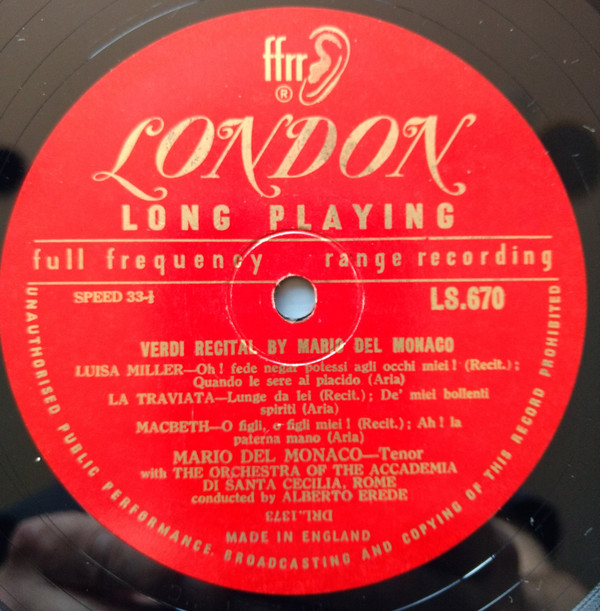 ffrr
®
LONDON
LONG PLAYING
full frequency range recording
SPEED 33-⅓
LS.670
VERDI RECITAL BY MARIO DEL MONACO
LUISA MILLER—Oh! fede negar potessi agli occhi miei! (Recit.);
Quando le sere al placido (Aria)
LA TRAVIATA—Lunge da lei (Recit.); De' miei bollenti
spiriti (Aria)
MACBETH—O figli, o figli miei! (Recit.); Ah! la
paterna mano (Aria)
MARIO DEL MONACO—Tenor
with THE ORCHESTRA OF THE ACCADEMIA
DI SANTA CECILIA, ROME
conducted by ALBERTO EREDE
DRL"1373
MADE IN ENGLAND
UNAUTHORISED PUBLIC PERFORMANCE, BROADCASTING AND COPYING OF THIS RECORD PROHIBITED